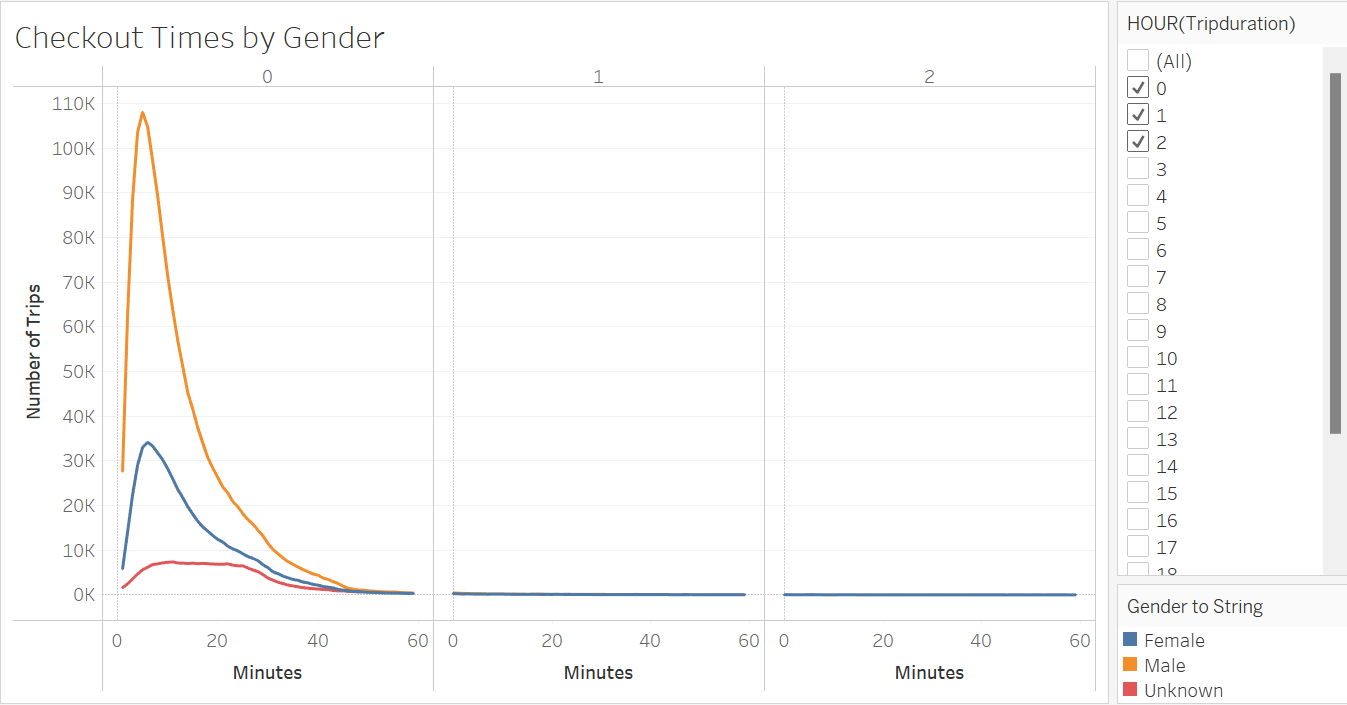 Checkout Times by Gender
0 1 2
110K
100K
90K
80K
70K
60K
50K
40K
30K
20K
10K
0K
Number of Trips
0 20 40 60 0 20 40 60 0 20 40 60
Minutes Minutes Minutes
HOUR(Tripduration)
(All)
0
1
2
3
4
5
6
7
8
9
10
11
12
13
14
15
16
17
18
Gender to String
Female
Male
Unknown